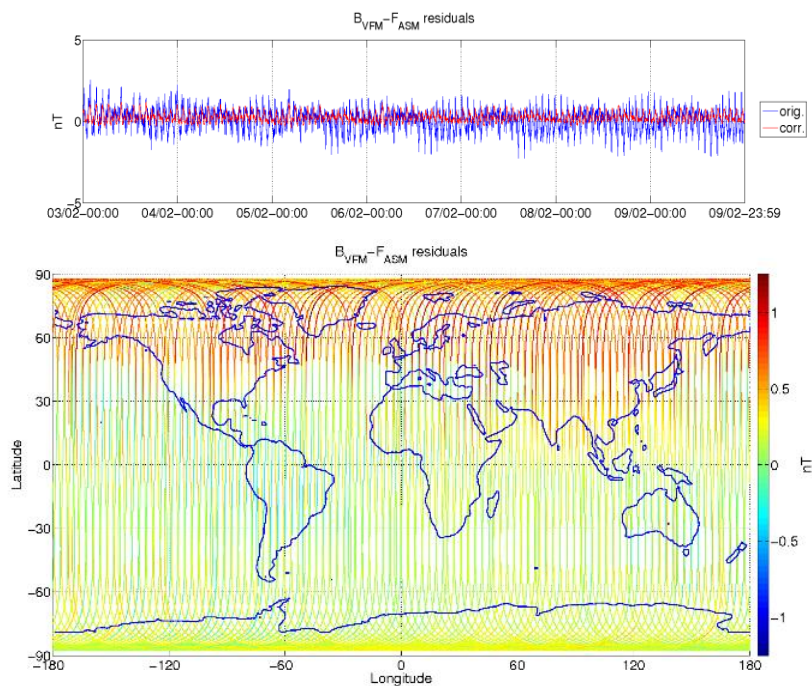 B_VFM−F_ASM residuals
5
0
−5
nT
03/02−00:00 04/02−00:00 05/02−00:00 06/02−00:00 07/02−00:00 08/02−00:00 09/02−00:00 09/02−23:59
orig.
corr.
B_VFM−F_ASM residuals
90
60
30
0
−30
−60
−90
Latitude
−180 −120 −60 0 60 120 180
Longitude
1
0.5
0
−0.5
−1
nT